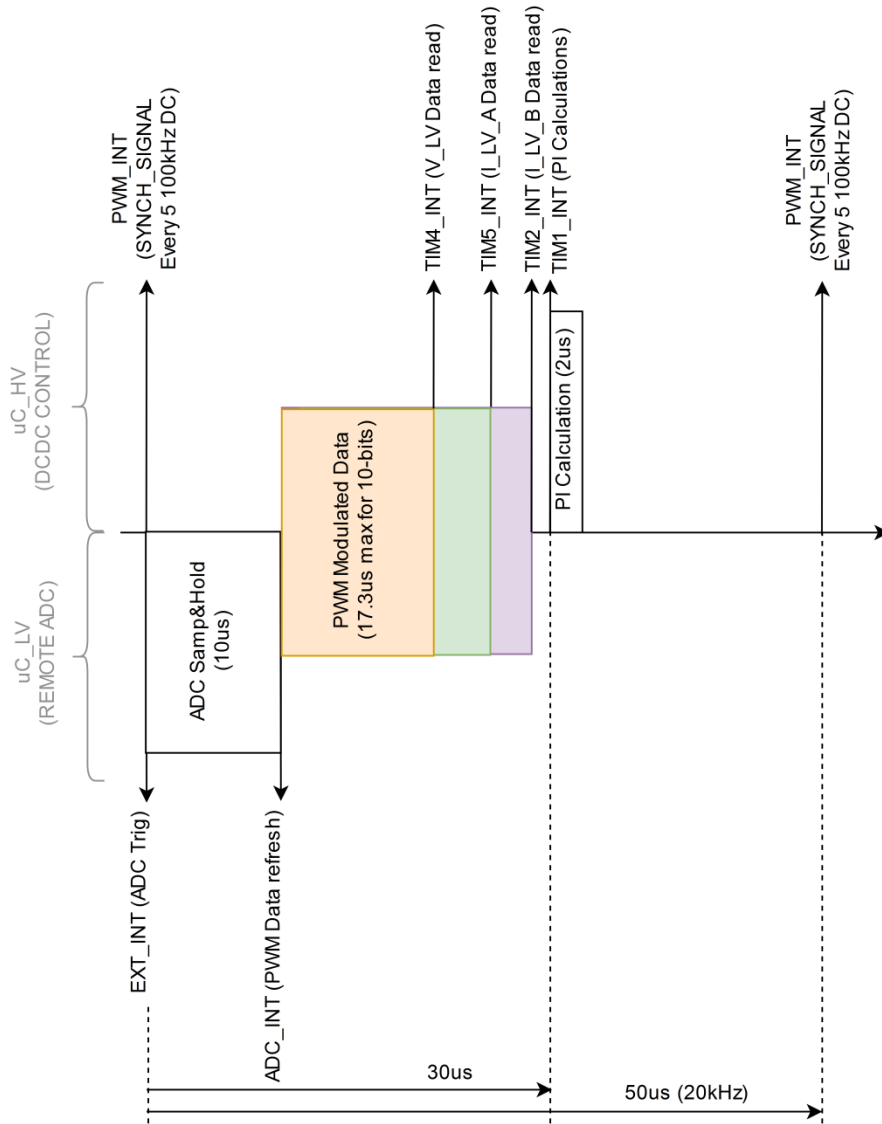 PWM_INT
(SYNCH_SIGNAL
Every 5 100kHz DC)
TIM4_INT (V_LV Data read)
TIM5_INT (I_LV_A Data read)
TIM2_INT (I_LV_B Data read)
TIM1_INT (PI Calculations)
PWM_INT
(SYNCH_SIGNAL
Every 5 100kHz DC)
uC_HV
(DCDC CONTROL)
PI Calculation (2us)
PWM Modulated Data
(17.3us max for 10-bits)
uC_LV
(REMOTE ADC)
ADC Samp&Hold
(10us)
EXT_INT (ADC Trig)
ADC_INT (PWM Data refresh)
30us
50us (20kHz)